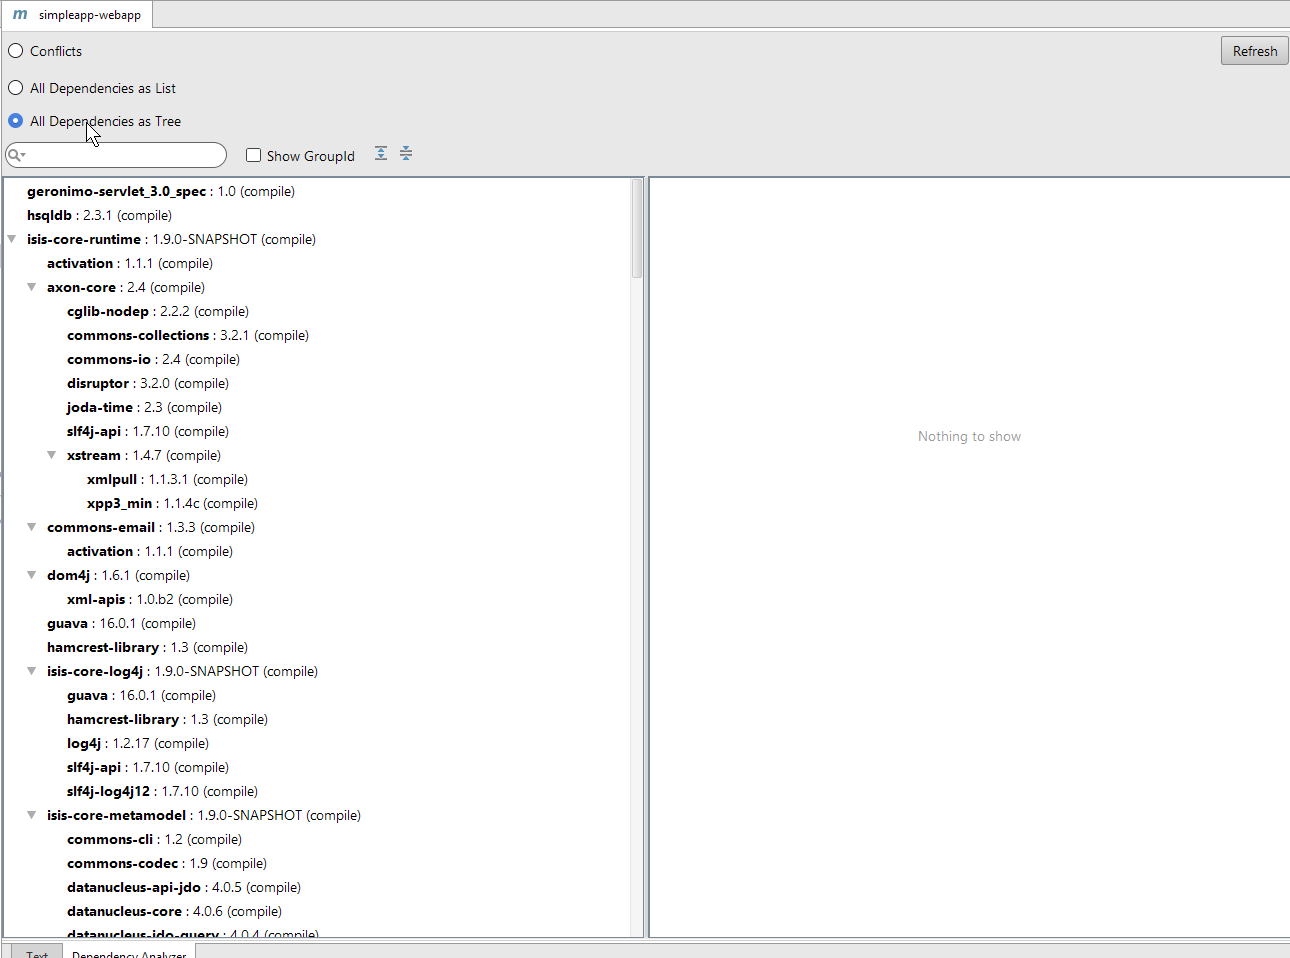 m simpleapp-webapp
Conflicts
Refresh
All Dependencies as List
All Dependencies as Tree
Show GroupId
geronimo-servlet_3.0_spec : 1.0 (compile)
hsqldb : 2.3.1 (compile)
isis-core-runtime : 1.9.0-SNAPSHOT (compile)
activation : 1.1.1 (compile)
axon-core : 2.4 (compile)
cglib-nodep : 2.2.2 (compile)
commons-collections : 3.2.1 (compile)
commons-io : 2.4 (compile)
disruptor : 3.2.0 (compile)
joda-time : 2.3 (compile)
slf4j-api : 1.7.10 (compile)
Nothing to show
xstream : 1.4.7 (compile)
xmlpull : 1.1.3.1 (compile)
xpp3_min : 1.1.4c (compile)
commons-email : 1.3.3 (compile)
activation : 1.1.1 (compile)
dom4j : 1.6.1 (compile)
xml-apis : 1.0.b2 (compile)
guava : 16.0.1 (compile)
hamcrest-library : 1.3 (compile)
isis-core-log4j : 1.9.0-SNAPSHOT (compile)
guava : 16.0.1 (compile)
hamcrest-library : 1.3 (compile)
log4j : 1.2.17 (compile)
slf4j-api : 1.7.10 (compile)
slf4j-log4j12 : 1.7.10 (compile)
isis-core-metamodel : 1.9.0-SNAPSHOT (compile)
commons-cli : 1.2 (compile)
commons-codec : 1.9 (compile)
datanucleus-api-jdo : 4.0.5 (compile)
datanucleus-core : 4.0.6 (compile)
datanucleus-jdo-query : 4.0.4 (compile)
Text Dependency Analyzer